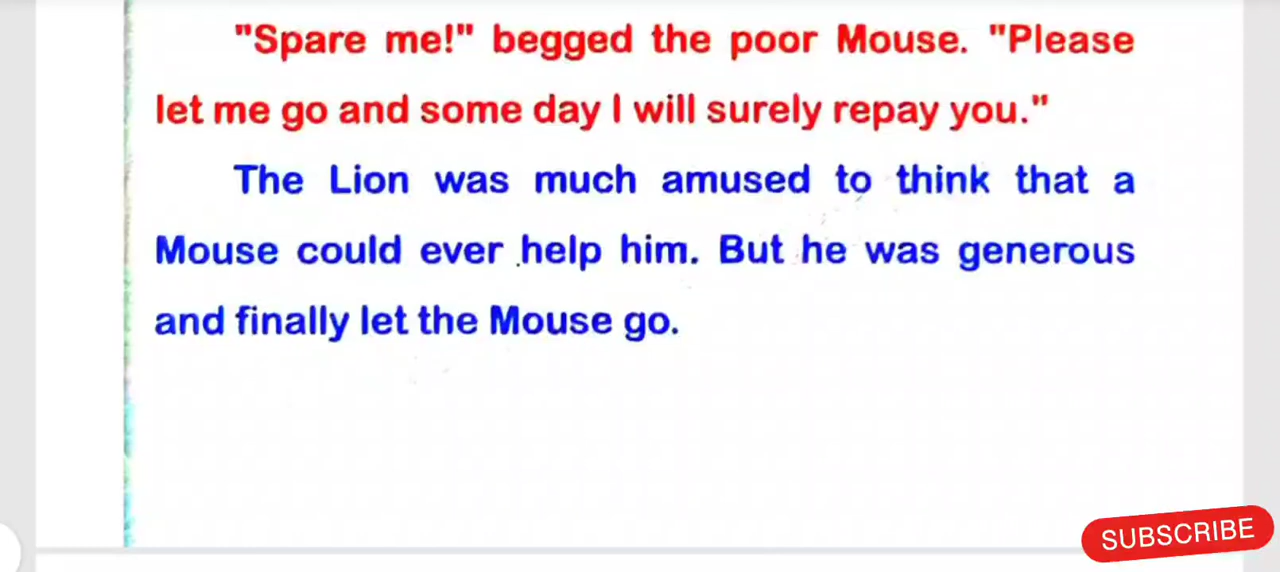 "Spare me!" begged the poor Mouse. "Please
let me go and some day I will surely repay you."
The Lion was much amused to think that a
Mouse could ever help him. But he was generous
and finally let the Mouse go.
SUBSCRIBE